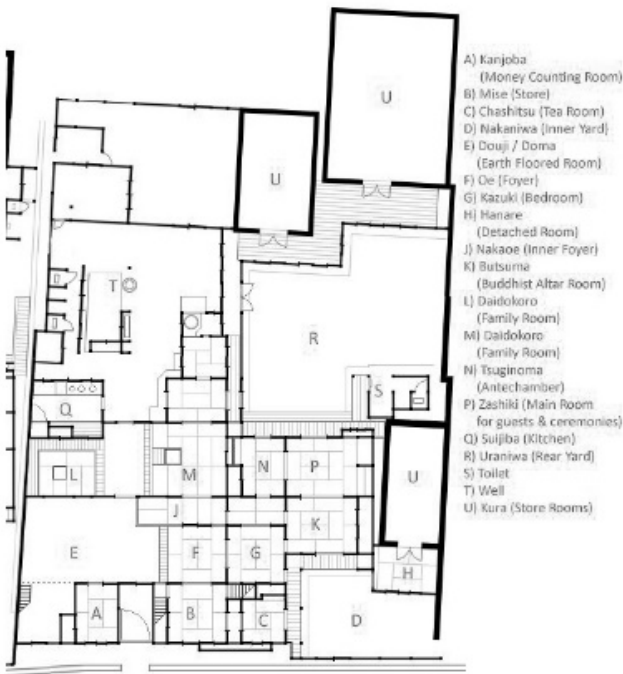 U
U
T
R
S
Q
L
M
N
P
U
J
K
E
F
G
H
A
B
C
D
A) Kanjoba
(Money Counting Room)
B) Mise (Store)
C) Chashitsu (Tea Room)
D) Nakaniwa (Inner Yard)
E) Douji / Doma
(Earth Floored Room)
F) Oe (Foyer)
G) Kazuki (Bedroom)
H) Hanare
(Detached Room)
J) Nakaoe (Inner Foyer)
K) Butsuma
(Buddhist Altar Room)
L) Daidokoro
(Family Room)
M) Daidokoro
(Family Room)
N) Tsuginoma
(Antechamber)
P) Zashiki (Main Room
for guests & ceremonies)
Q) Suijiba (Kitchen)
R) Uraniwa (Rear Yard)
S) Toilet
T) Well
U) Kura (Store Rooms)